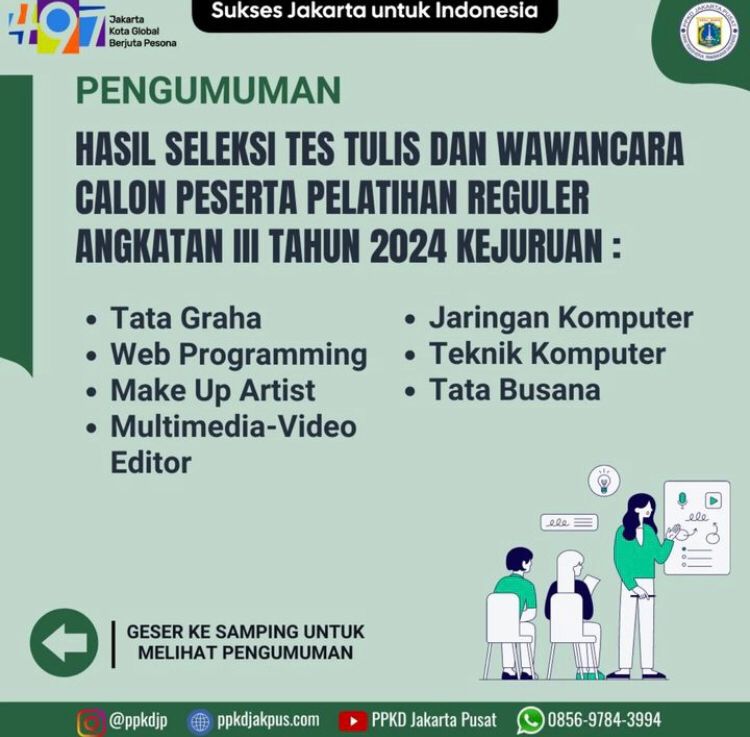 497
Jakarta
Kota Global
Berjuta Pesona
Sukses Jakarta untuk Indonesia
PPKD JAKARTA PUSAT
PENGUMUMAN
HASIL SELEKSI TES TULIS DAN WAWANCARA
CALON PESERTA PELATIHAN REGULER
ANGKATAN III TAHUN 2024 KEJURUAN :
• Tata Graha
• Web Programming
• Make Up Artist
• Multimedia-Video
Editor
• Jaringan Komputer
• Teknik Komputer
• Tata Busana
GESER KE SAMPING UNTUK
MELIHAT PENGUMUMAN
@ppkdjp
ppkdjakpus.com
PPKD Jakarta Pusat
0856-9784-3994